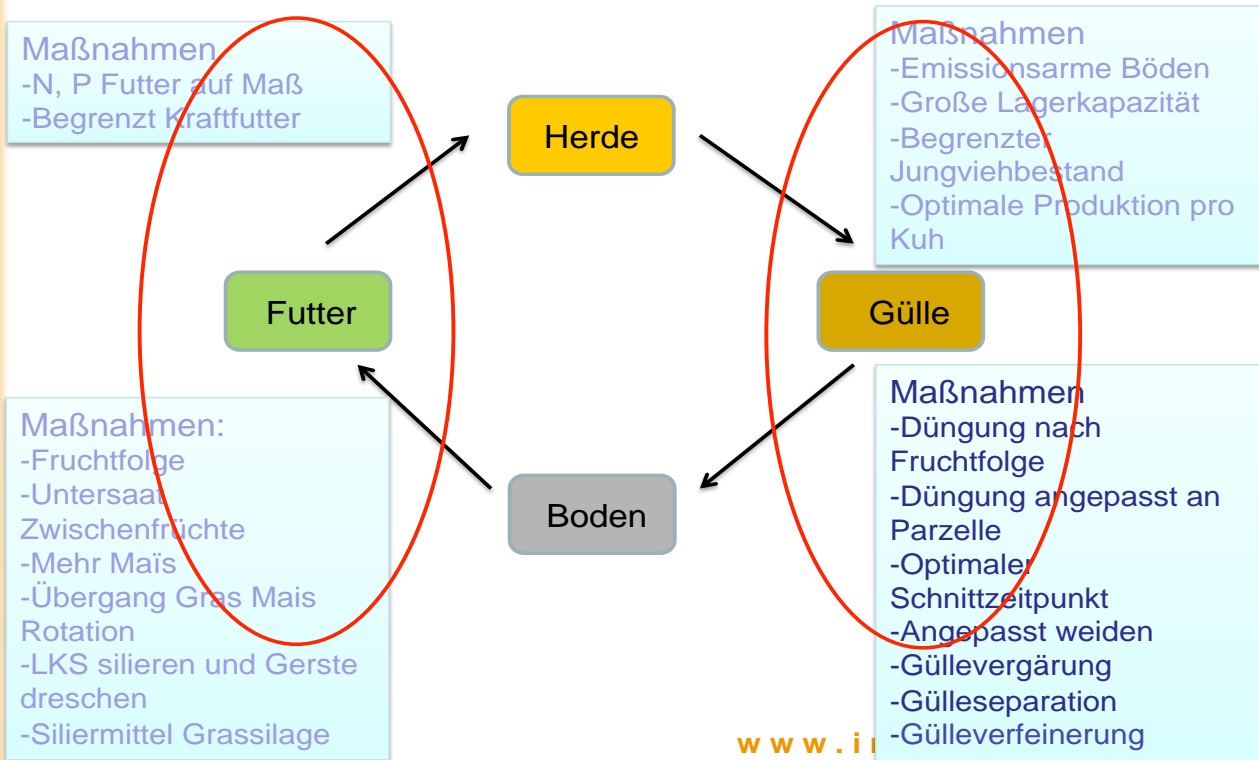 Maßnahmen
-N, P Futter auf Maß
-Begrenzt Kraftfutter
Maßnahmen
-Emissionsarme Böden
-Große Lagerkapazität
-Begrenzter
Jungviehbestand
-Optimale Produktion pro
Kuh
Herde
Futter
Gülle
Boden
Maßnahmen:
-Fruchtfolge
-Untersaat
Zwischenfrüchte
-Mehr Maïs
-Übergang Gras Mais
Rotation
-LKS silieren und Gerste
dreschen
-Siliermittel Grassilage
Maßnahmen
-Düngung nach
Fruchtfolge
-Düngung angepasst an
Parzelle
-Optimaler
Schnittzeitpunkt
-Angepasst weiden
-Güllevergärung
-Gülleseparation
-Gülleverfeinerung